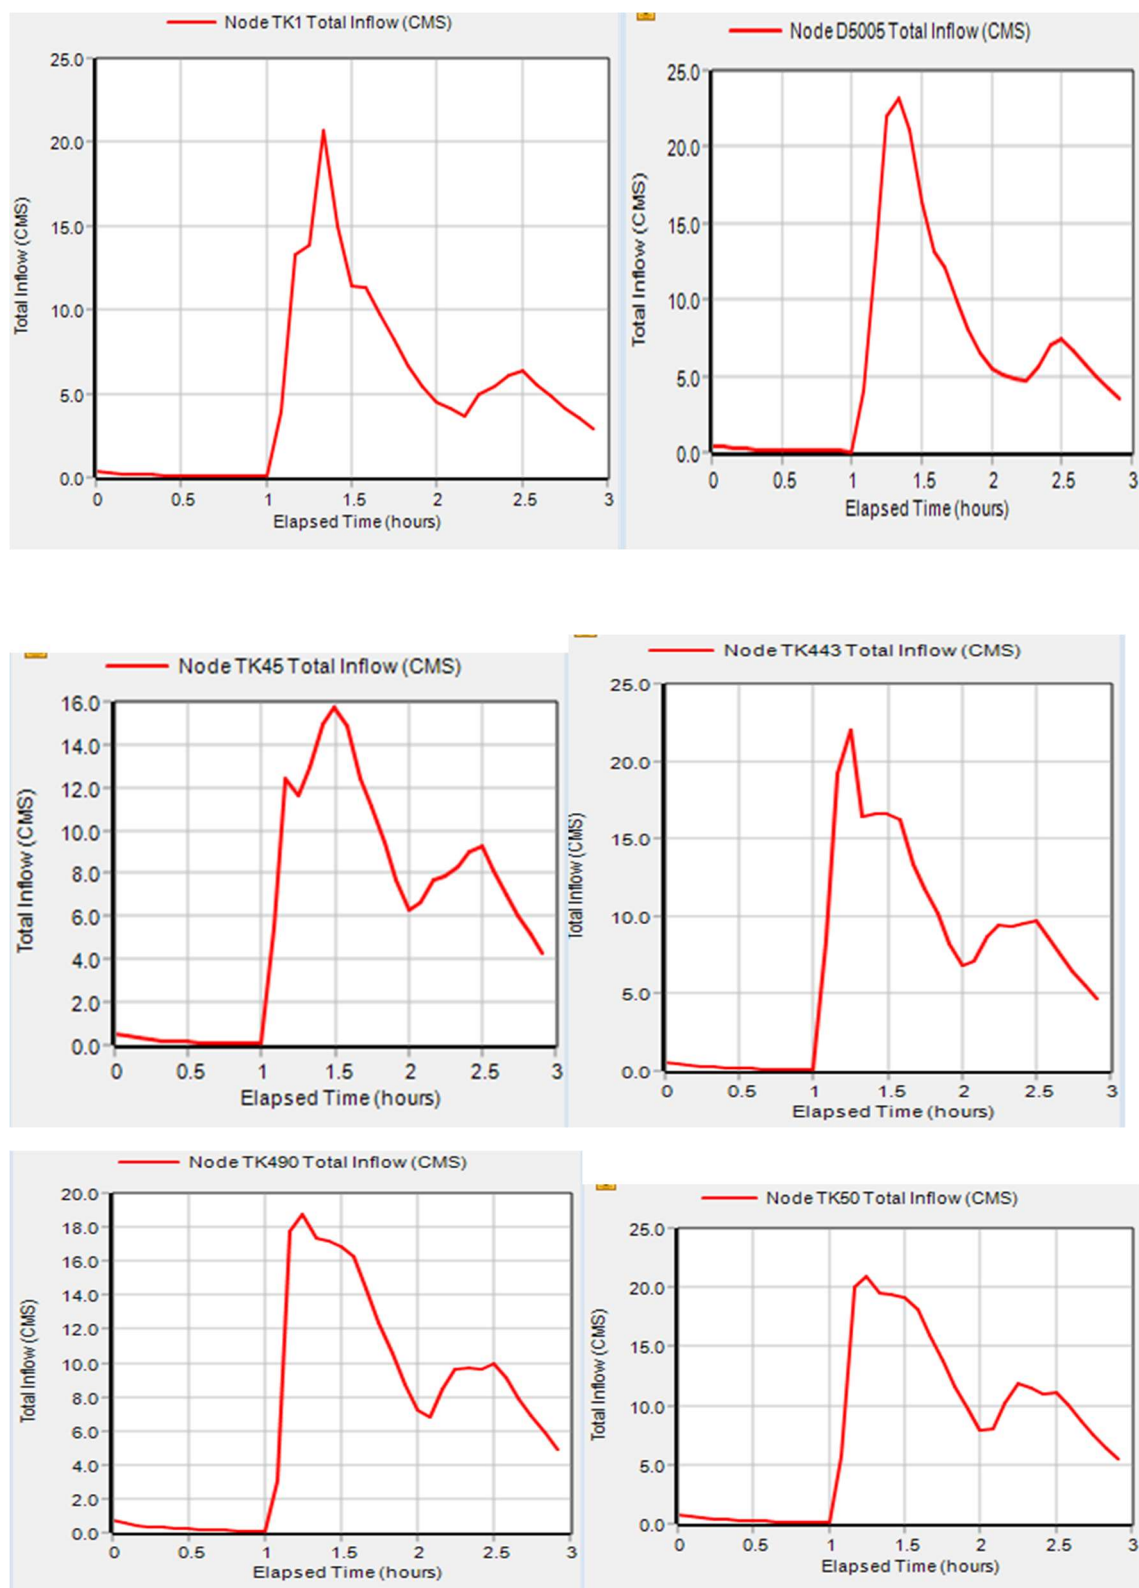 Node TK1 Total Inflow (CMS)
25.0
20.0
15.0
10.0
5.0
0.0
Total Inflow (CMS)
0 0.5 1 1.5 2 2.5 3
Elapsed Time (hours)
Node D5005 Total Inflow (CMS)
25.0
20.0
15.0
10.0
5.0
0.0
Total Inflow (CMS)
0 0.5 1 1.5 2 2.5 3
Elapsed Time (hours)
Node TK45 Total Inflow (CMS)
16.0
14.0
12.0
10.0
8.0
6.0
4.0
2.0
0.0
Total Inflow (CMS)
0 0.5 1 1.5 2 2.5 3
Elapsed Time (hours)
Node TK443 Total Inflow (CMS)
25.0
20.0
15.0
10.0
5.0
0.0
Total Inflow (CMS)
0 0.5 1 1.5 2 2.5 3
Elapsed Time (hours)
Node TK490 Total Inflow (CMS)
20.0
18.0
16.0
14.0
12.0
10.0
8.0
6.0
4.0
2.0
0.0
Total Inflow (CMS)
0 0.5 1 1.5 2 2.5 3
Elapsed Time (hours)
Node TK50 Total Inflow (CMS)
25.0
20.0
15.0
10.0
5.0
0.0
Total Inflow (CMS)
0 0.5 1 1.5 2 2.5 3
Elapsed Time (hours)